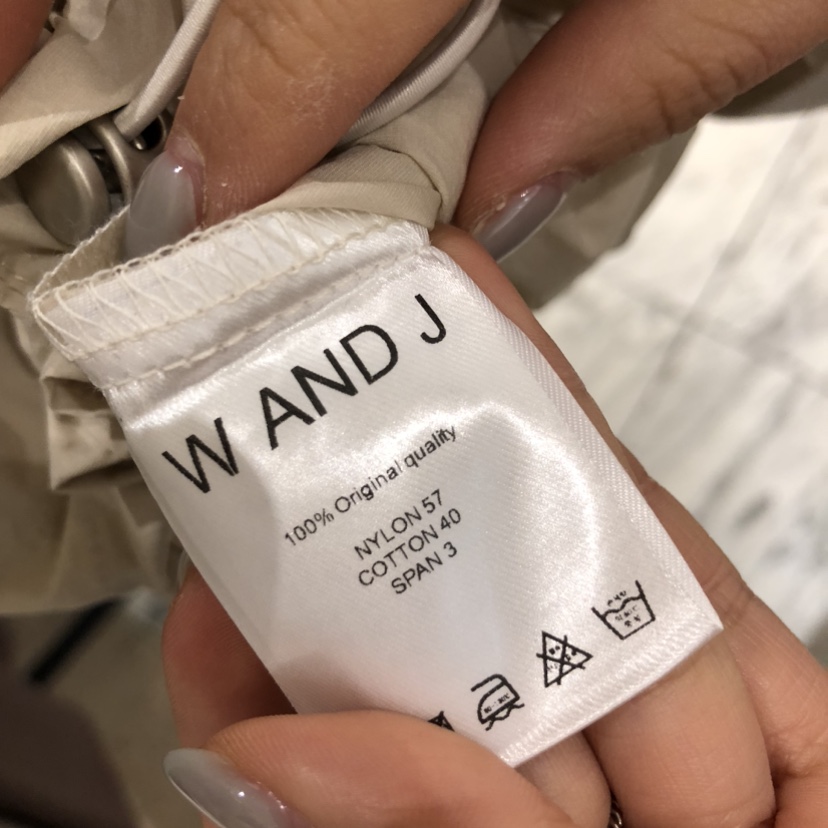 W AND J
100% Original quality
NYLON 57
COTTON 40
SPAN 3